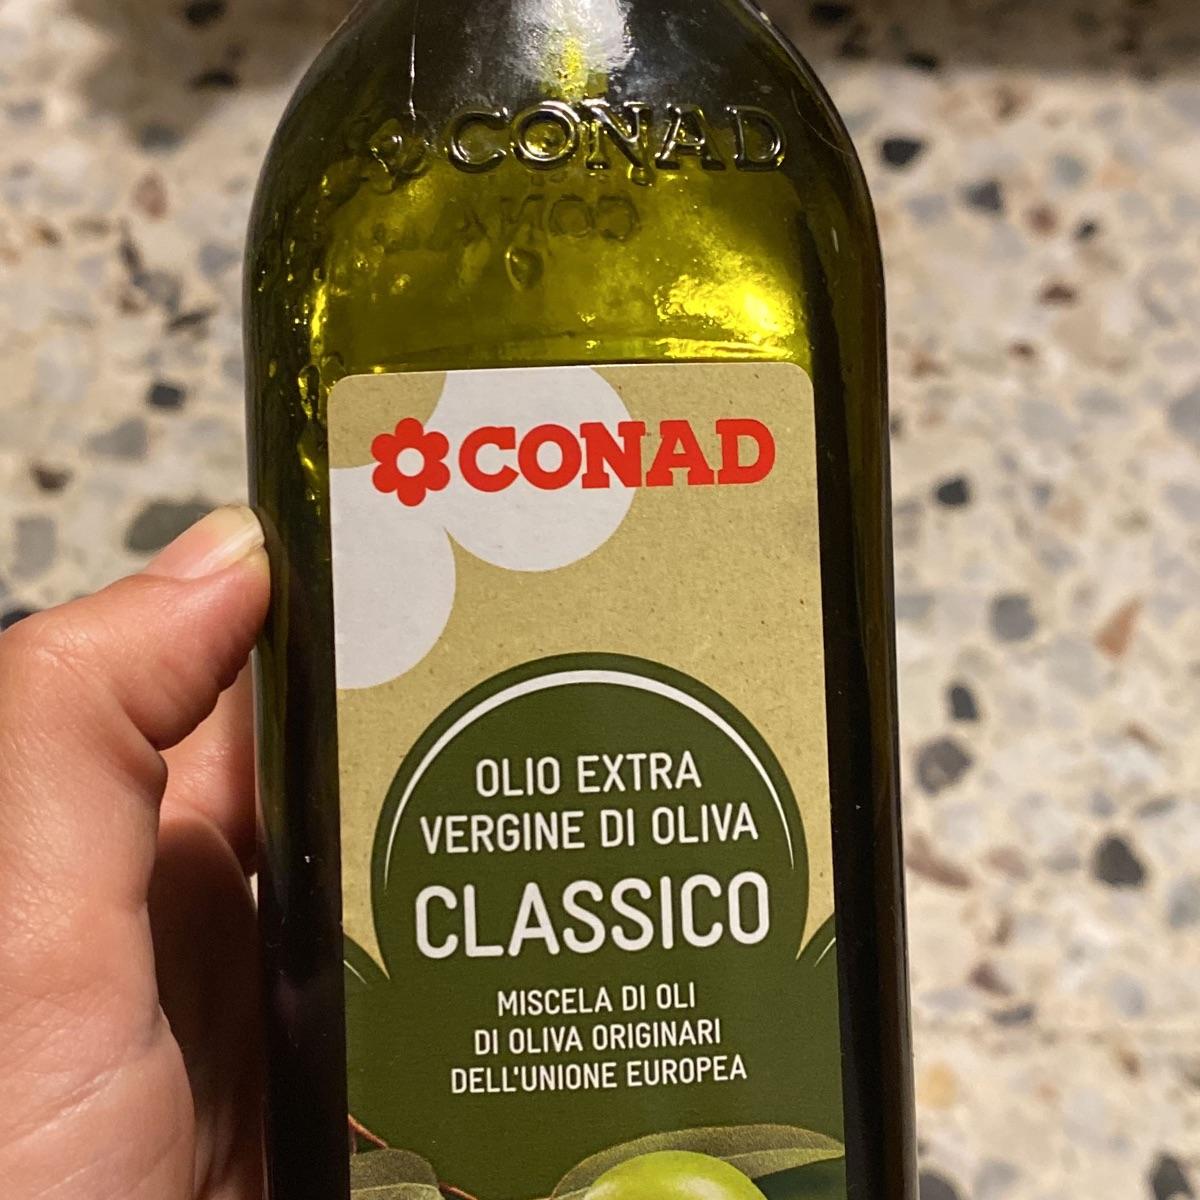 CONAD
CONAD
OLIO EXTRA
VERGINE DI OLIVA
CLASSICO
MISCELA DI OLI
DI OLIVA ORIGINARI
DELL'UNIONE EUROPEA